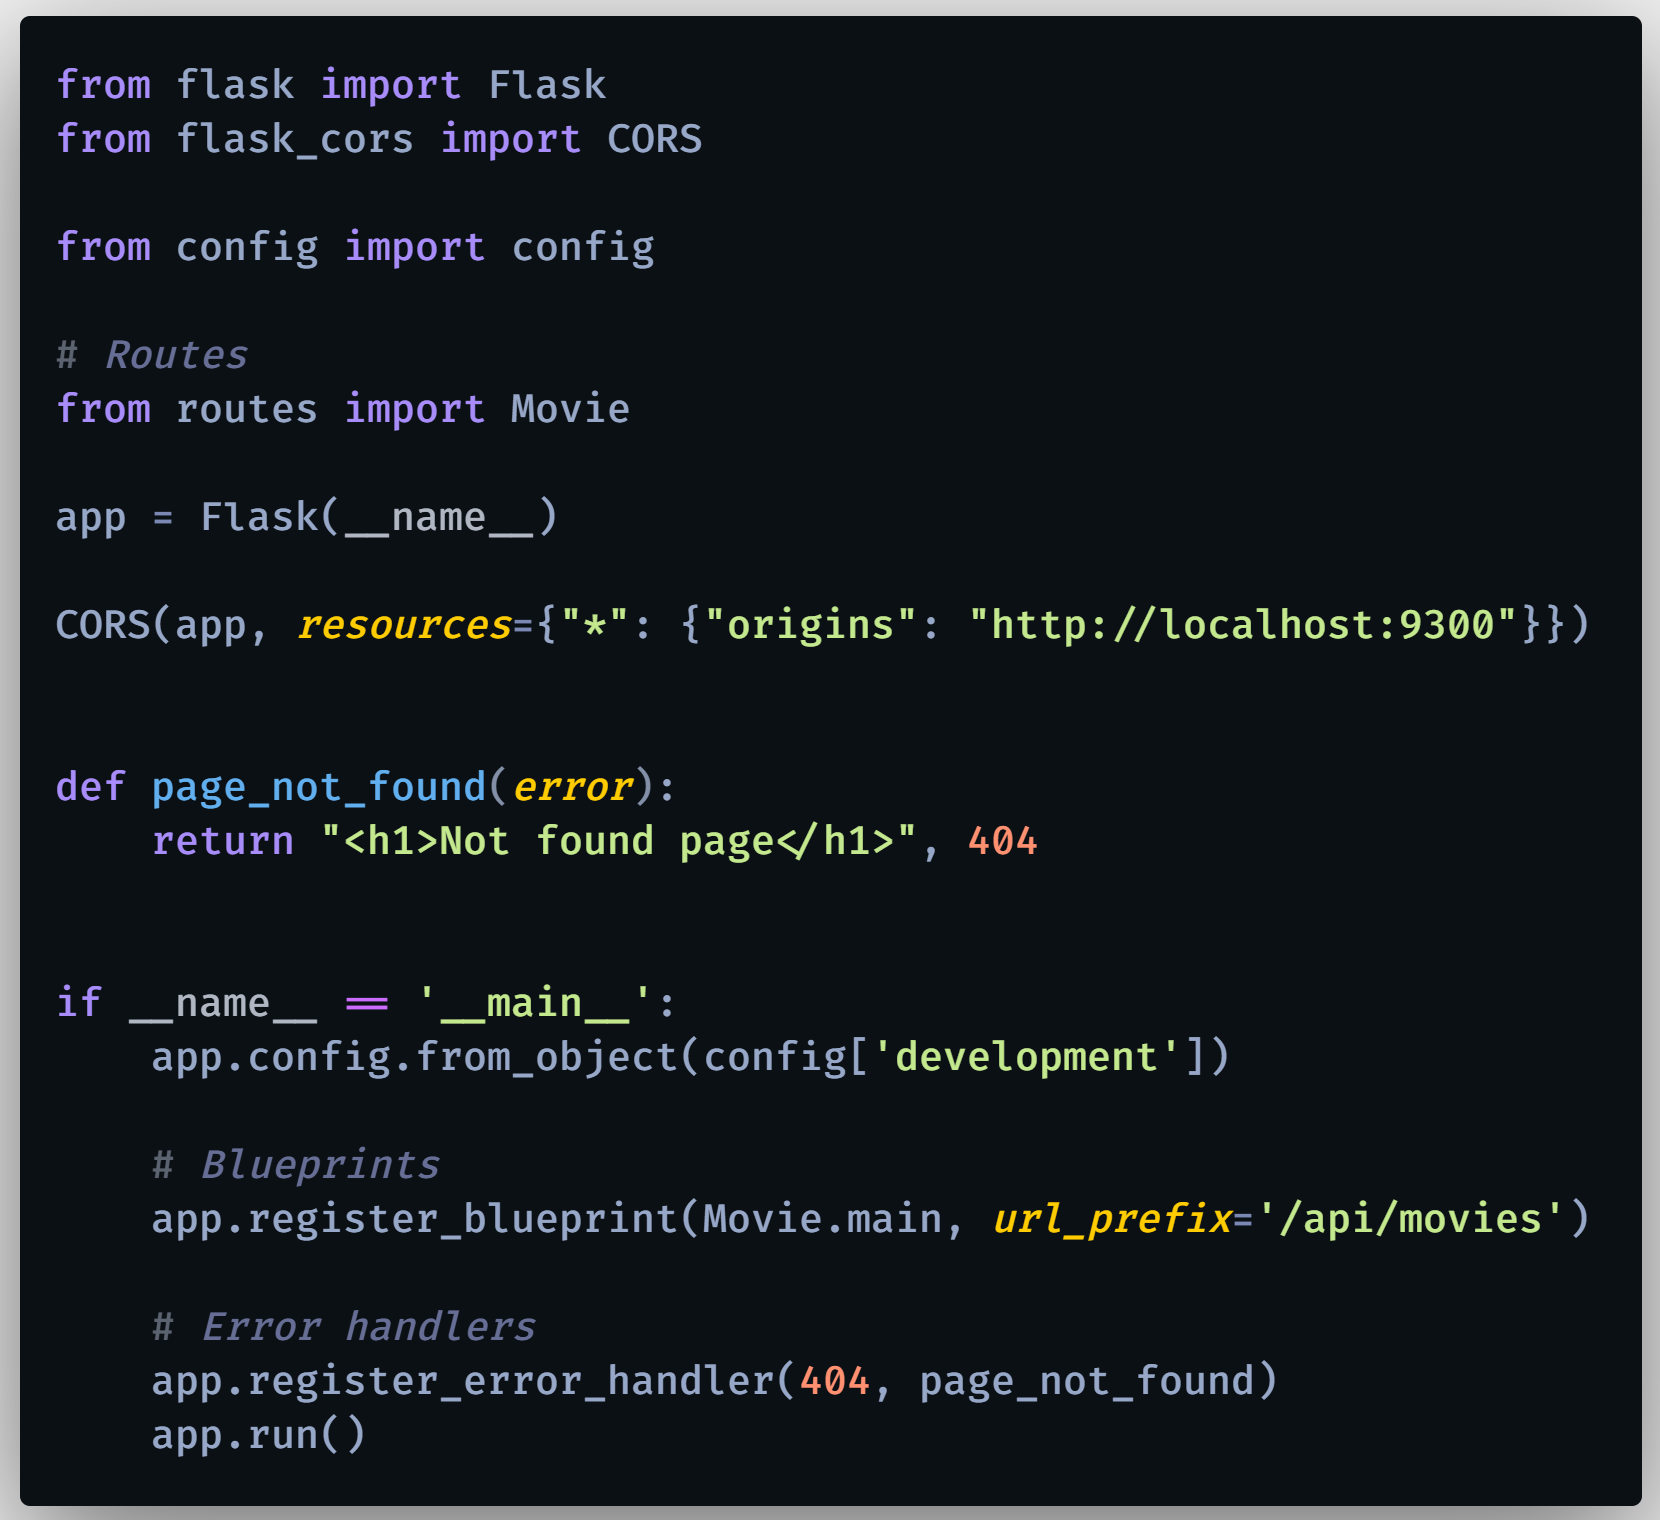 from flask import Flask
from flask_cors import CORS

from config import config

# Routes
from routes import Movie

app = Flask(__name__)

CORS(app, resources={"*": {"origins": "http://localhost:9300"}})


def page_not_found(error):
    return "<h1>Not found page</h1>", 404


if __name__ == '__main__':
    app.config.from_object(config['development'])

    # Blueprints
    app.register_blueprint(Movie.main, url_prefix='/api/movies')

    # Error handlers
    app.register_error_handler(404, page_not_found)
    app.run()